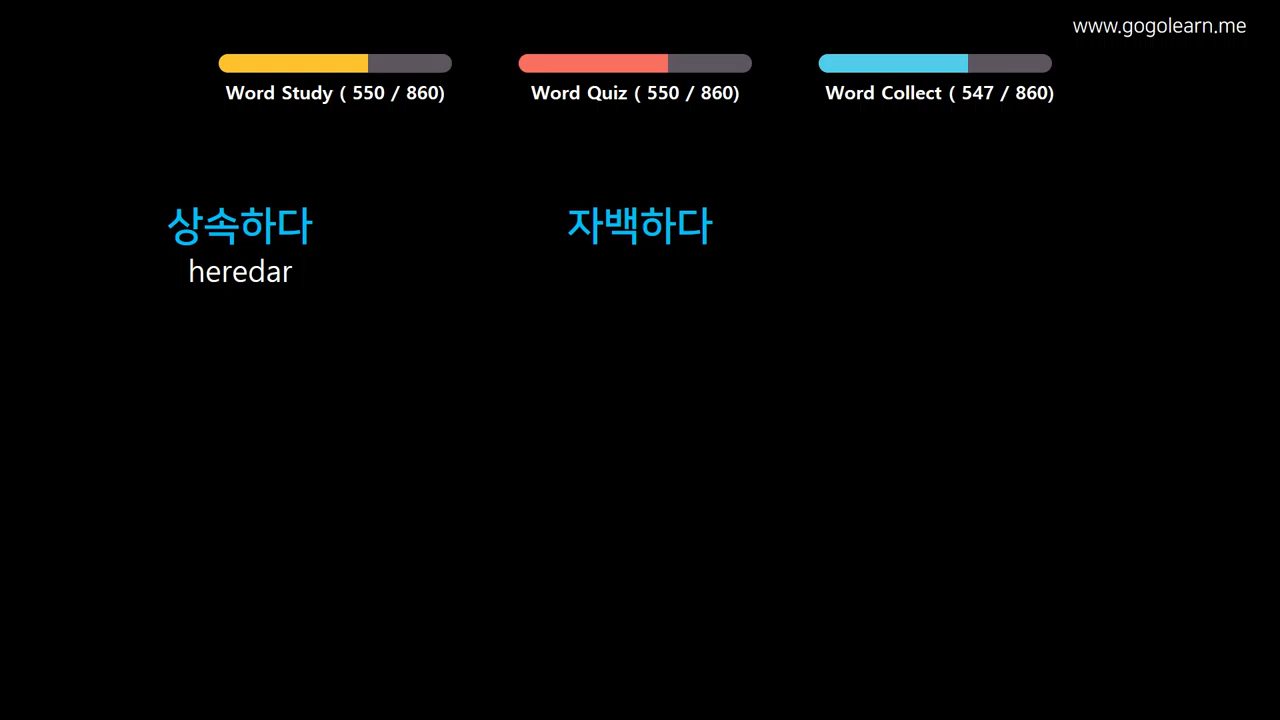 www.gogolearn.me
Word Study ( 550 / 860)
Word Quiz ( 550 / 860)
Word Collect ( 547 / 860)
상속하다
heredar
자백하다